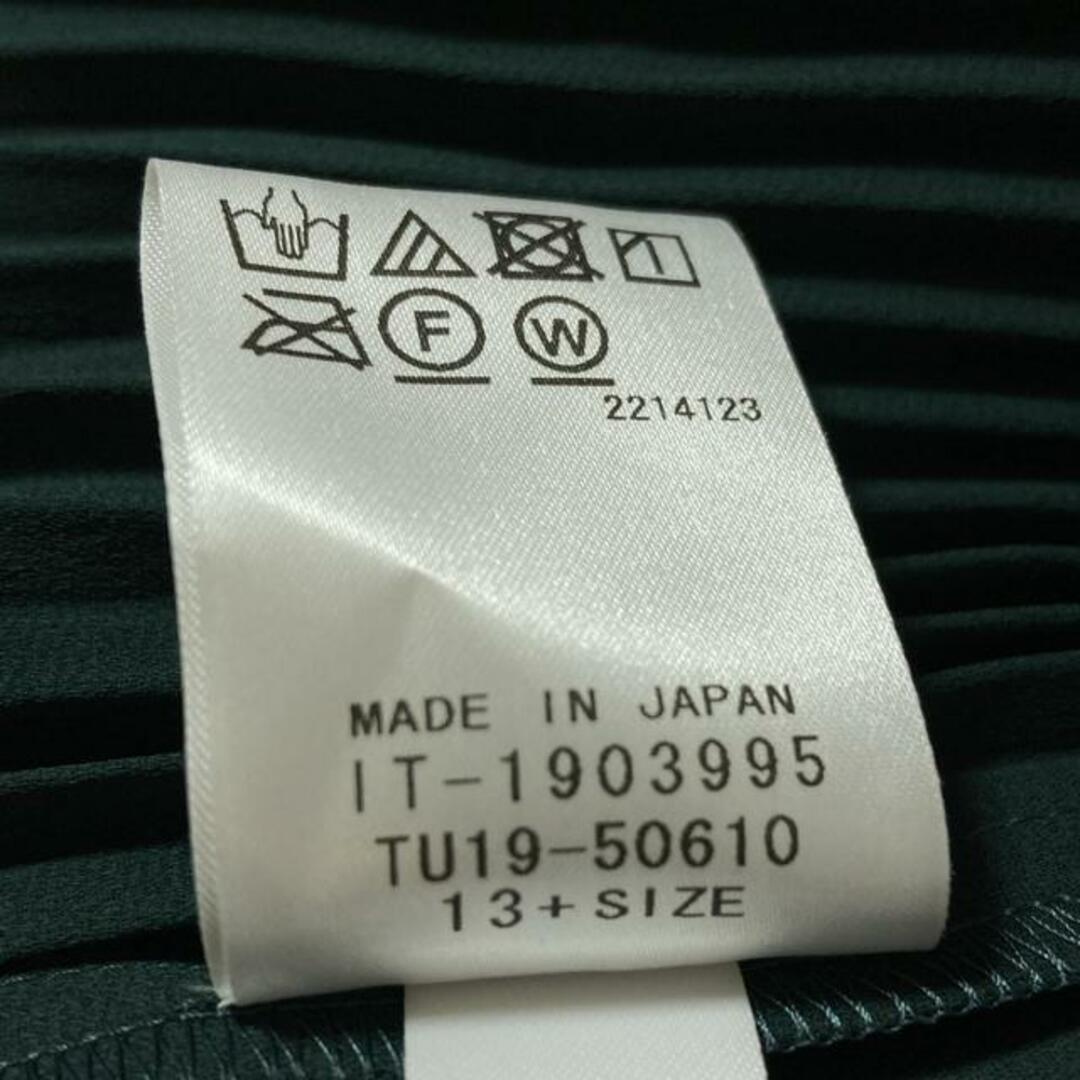 F W
2214123
MADE IN JAPAN
IT-1903995
TU19-50610
13+SIZE